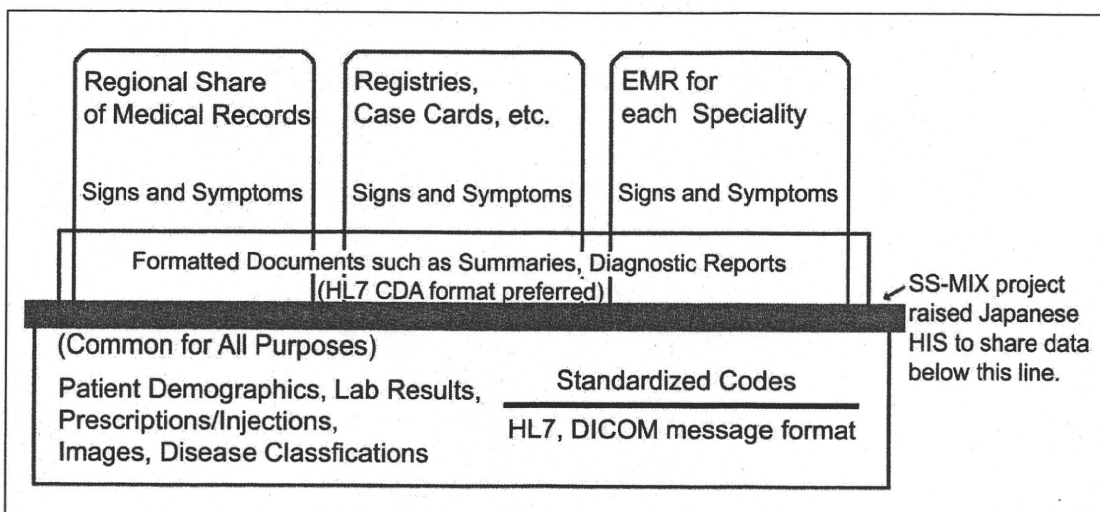 Regional Share
of Medical Records
Signs and Symptoms
Registries,
Case Cards, etc.
Signs and Symptoms
EMR for
each Speciality
Signs and Symptoms
Formatted Documents such as Summaries, Diagnostic Reports
(HL7 CDA format preferred)
SS-MIX project
raised Japanese
HIS to share data
below this line.
(Common for All Purposes)
Patient Demographics, Lab Results,
Prescriptions/Injections,
Images, Disease Classfications
Standardized Codes
HL7, DICOM message format